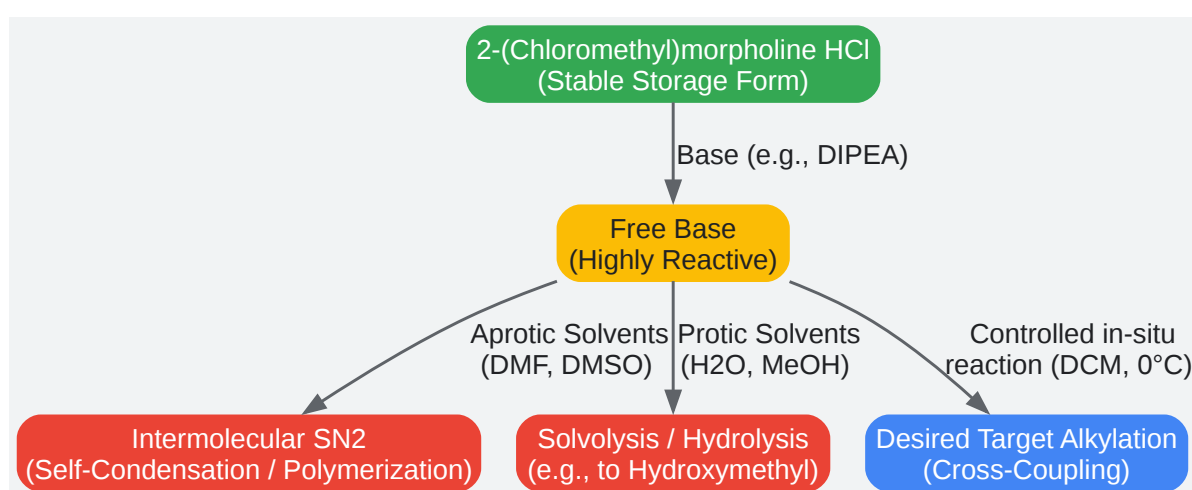 2-(Chloromethyl)morpholine HCl
(Stable Storage Form)
Base (e.g., DIPEA)
Free Base
(Highly Reactive)
Aprotic Solvents
(DMF, DMSO)
Protic Solvents
(H2O, MeOH)
Controlled in-situ
reaction (DCM, 0°C)
Intermolecular SN2
(Self-Condensation / Polymerization)
Solvolysis / Hydrolysis
(e.g., to Hydroxymethyl)
Desired Target Alkylation
(Cross-Coupling)